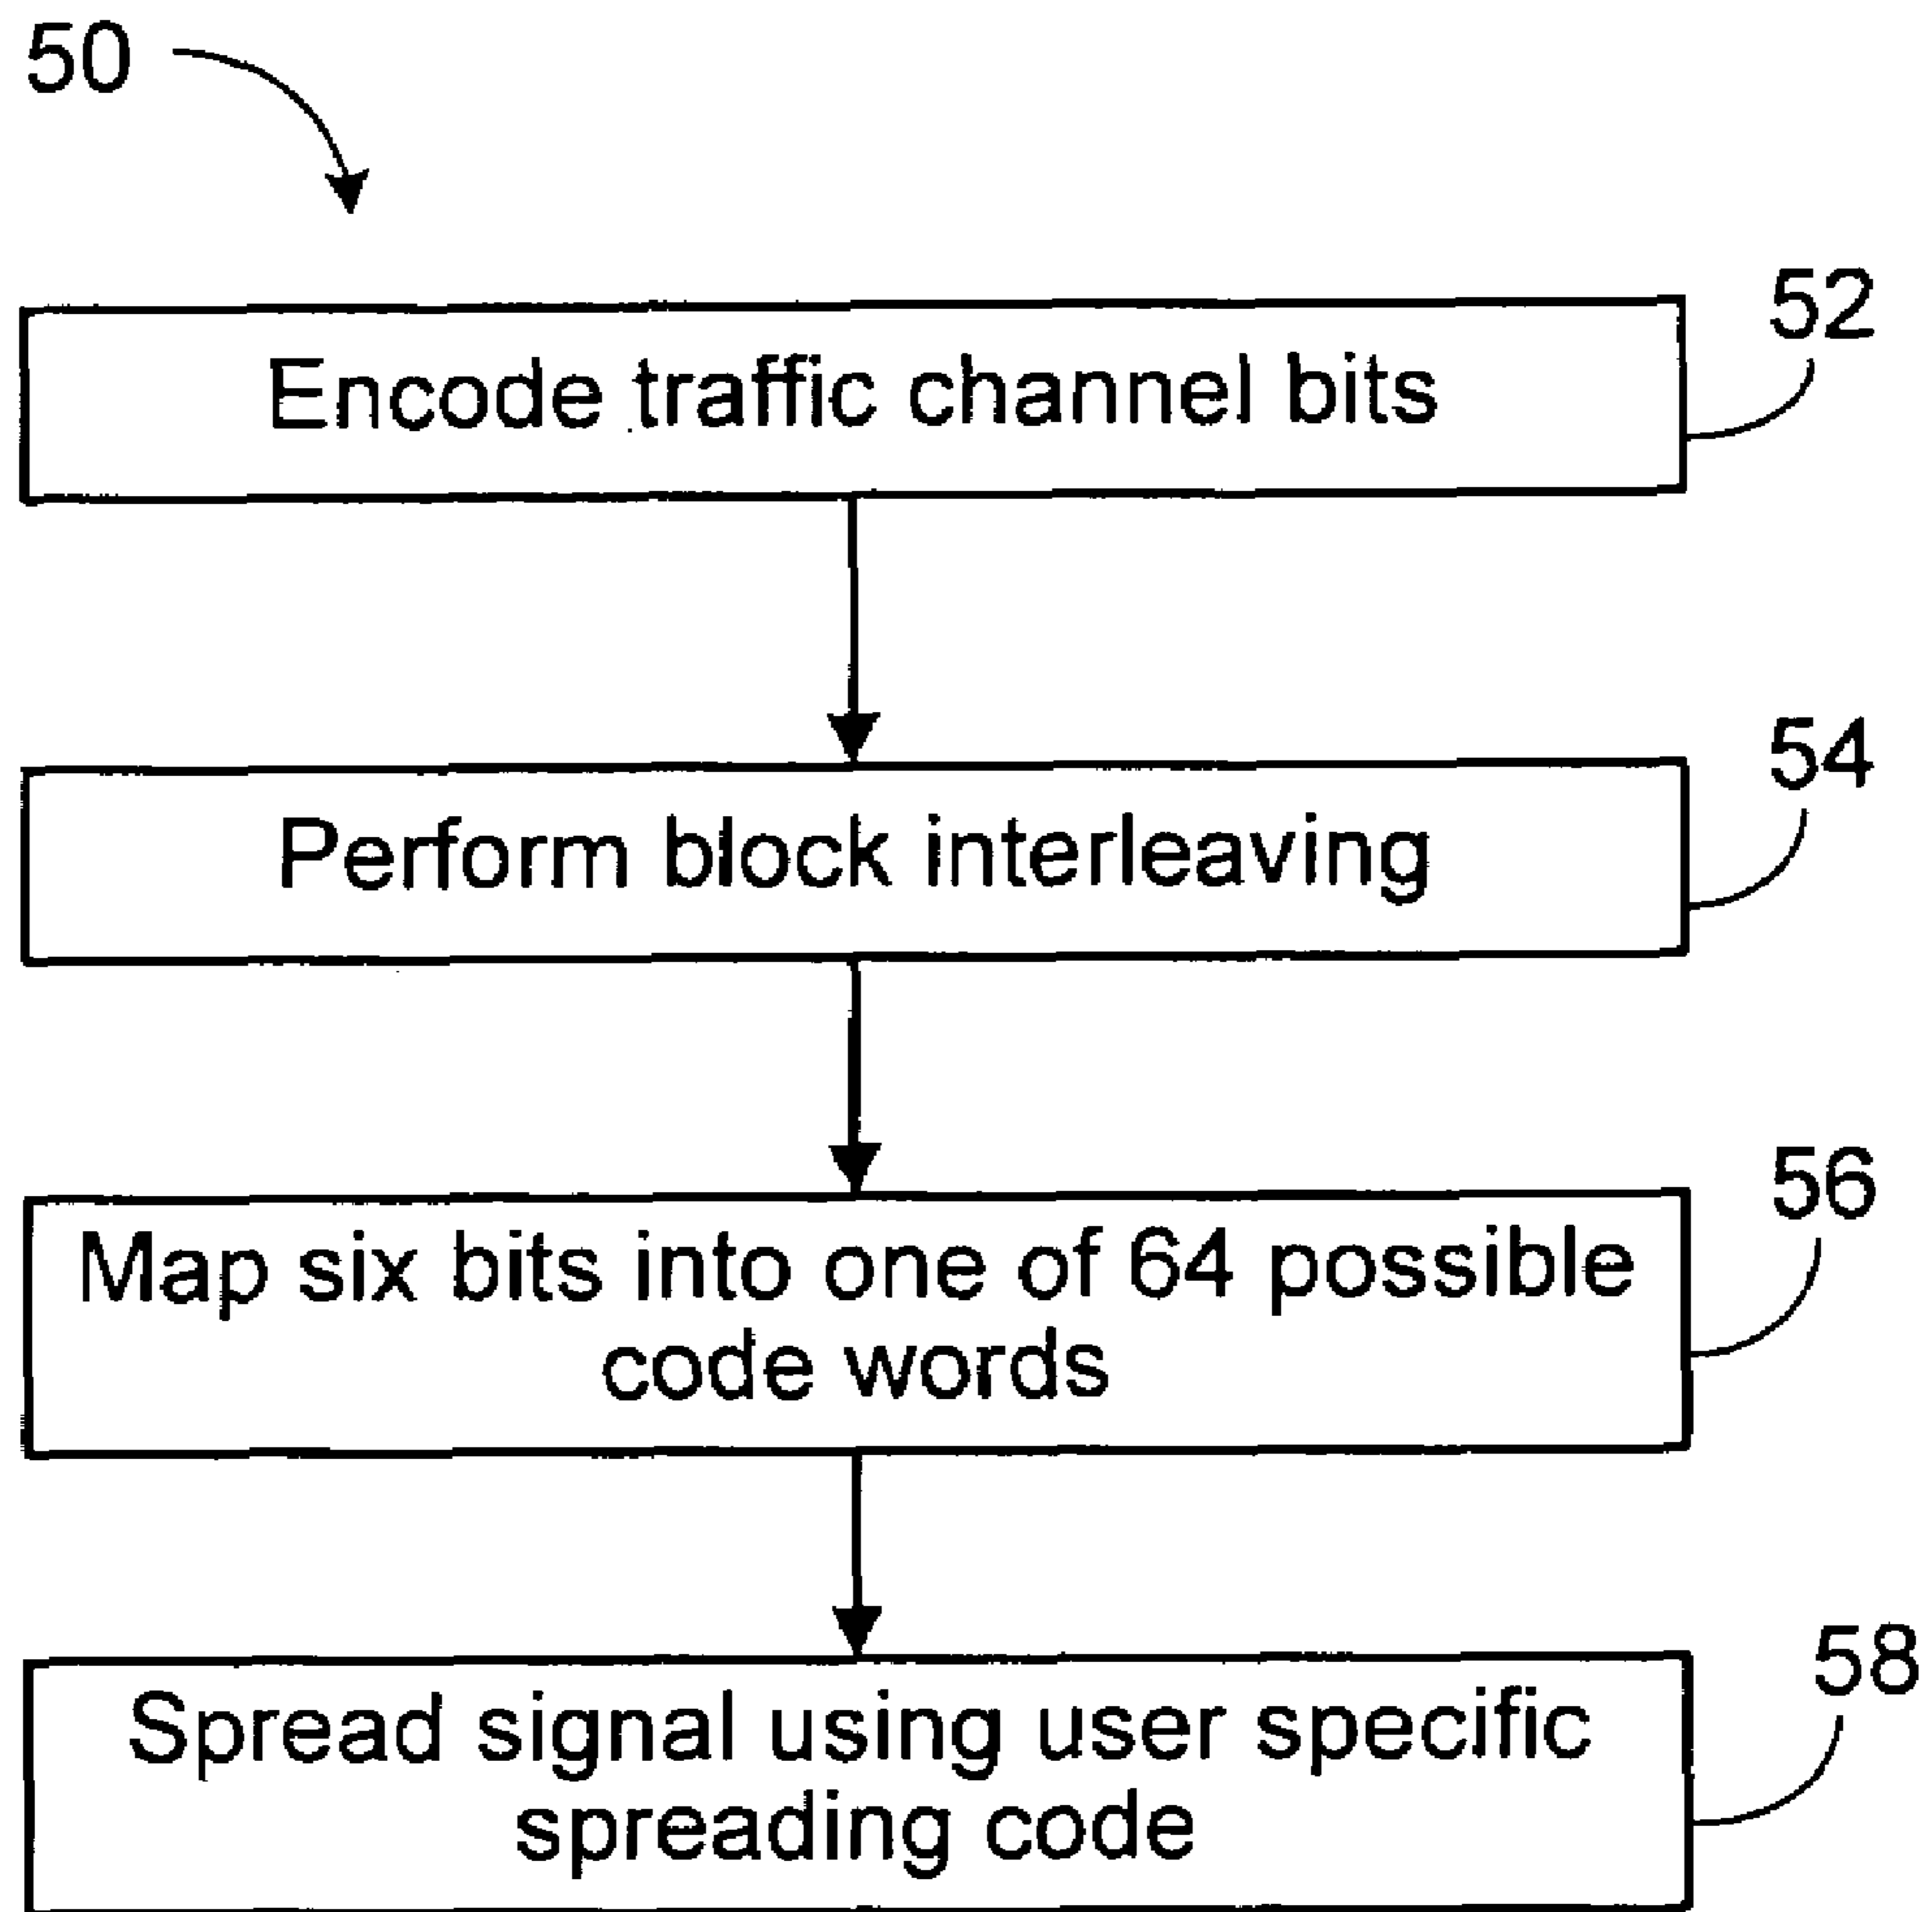 50
52
Encode traffic channel bits
54
Perform block interleaving
56
Map six bits into one of 64 possible
code words
58
Spread signal using user specific
spreading code